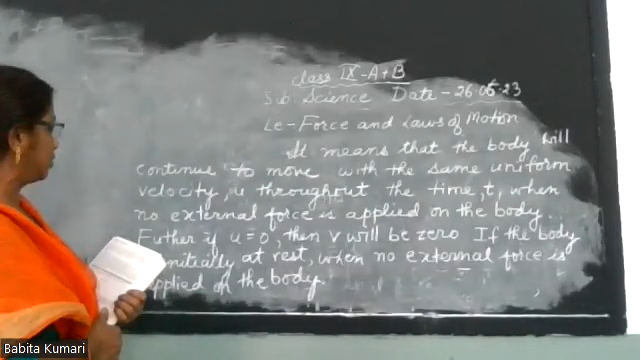 class IX-A+B
Sub Science Date - 26.05.23
Le-Force and Laws of Motion
It means that the body will
continue to move with the same uniform
velocity, u throughout the time, t, when
no external force is applied on the body.
Futher if u=0, then v will be zero If the body
initially at rest, when no external force is
applied on the body.
Babita Kumari